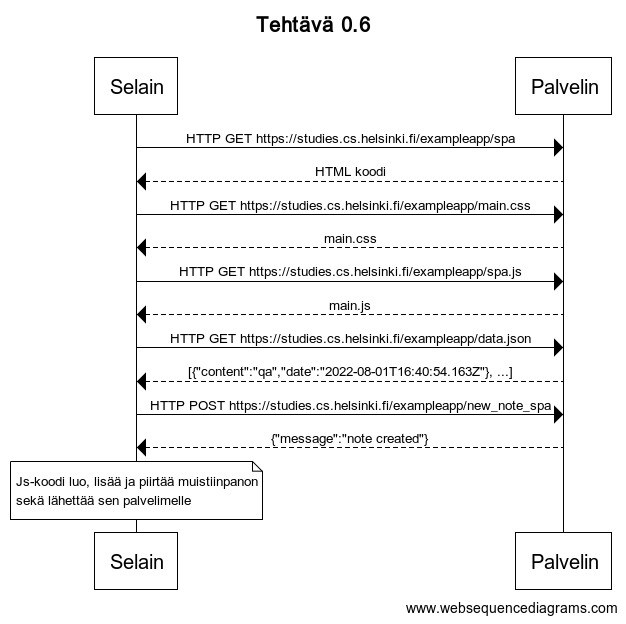 Tehtävä 0.6
Selain
Palvelin
HTTP GET https://studies.cs.helsinki.fi/exampleapp/spa
HTML koodi
HTTP GET https://studies.cs.helsinki.fi/exampleapp/main.css
main.css
HTTP GET https://studies.cs.helsinki.fi/exampleapp/spa.js
main.js
HTTP GET https://studies.cs.helsinki.fi/exampleapp/data.json
[{"content":"qa","date":"2022-08-01T16:40:54.163Z"}, ...]
HTTP POST https://studies.cs.helsinki.fi/exampleapp/new_note_spa
{"message":"note created"}
Js-koodi luo, lisää ja piirtää muistiinpanon
sekä lähettää sen palvelimelle
Selain
Palvelin
www.websequencediagrams.com